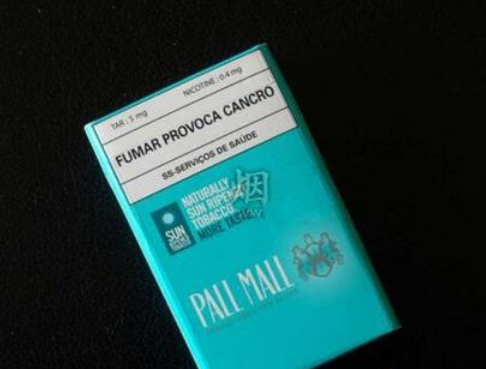 TAR : 5 mg NICOTINE : 0.4 mg
FUMAR PROVOCA CANCRO
SS-SERVIÇOS DE SAÚDE
NATURALLY
SUN RIPENED
TOBACCO
MORE TASTE
SUN
烟
PALL MALL